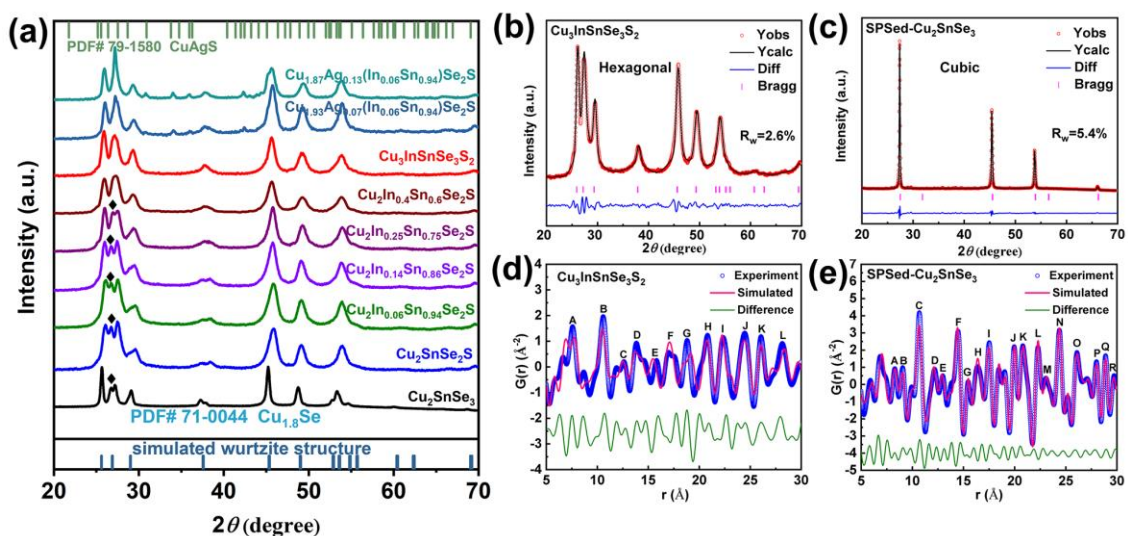 (a)
PDF# 79-1580 CuAgS
Cu1.87Ag0.13(In0.06Sn0.94)Se2S
Cu1.93Ag0.07(In0.06Sn0.94)Se2S
Cu3InSnSe3S2
Cu2In0.4Sn0.6Se2S
Cu2In0.25Sn0.75Se2S
Cu2In0.14Sn0.86Se2S
Cu2In0.06Sn0.94Se2S
Cu2SnSe2S
Cu2SnSe3
PDF# 71-0044 Cu1.8Se
simulated wurtzite structure
Intensity (a.u.)
20 25 30 35 40 45 50 55 60 65 70
2θ (degree)
(b)
Cu3InSnSe3S2
Hexagonal
Yobs
Ycalc
Diff
Bragg
Rw=2.6%
Intensity (a.u.)
20 30 40 50 60 70
2θ (degree)
(c)
SPSed-Cu2SnSe3
Cubic
Yobs
Ycalc
Diff
Bragg
Rw=5.4%
Intensity (a.u.)
20 30 40 50 60 70
2θ (degree)
(d)
Cu3InSnSe3S2
Experiment
Simulated
Difference
A B C D E F G H I J K L
G(r) (Å-2)
4
3
2
1
0
-1
-2
-3
-4
5 10 15 20 25 30
r (Å)
(e)
SPSed-Cu2SnSe3
Experiment
Simulated
Difference
A B C D E F G H I J K L M N O P Q R
G(r) (Å-2)
7
6
5
4
3
2
1
0
-1
-2
-3
-4
-5
5 10 15 20 25 30
r (Å)